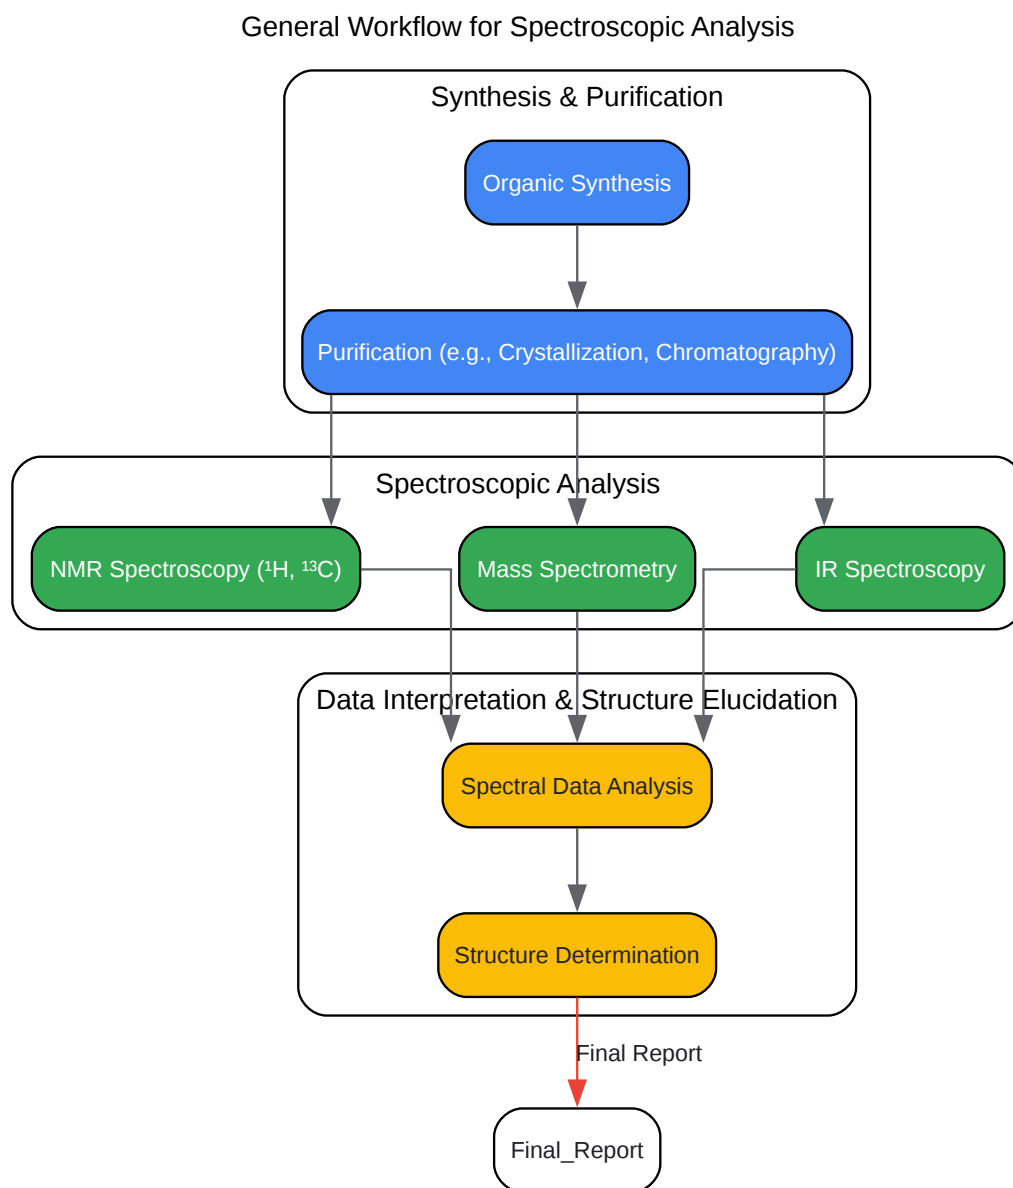 General Workflow for Spectroscopic Analysis
Synthesis & Purification
Organic Synthesis
Purification (e.g., Crystallization, Chromatography)
Spectroscopic Analysis
NMR Spectroscopy (¹H, ¹³C)
Mass Spectrometry
IR Spectroscopy
Data Interpretation & Structure Elucidation
Spectral Data Analysis
Structure Determination
Final Report
Final_Report